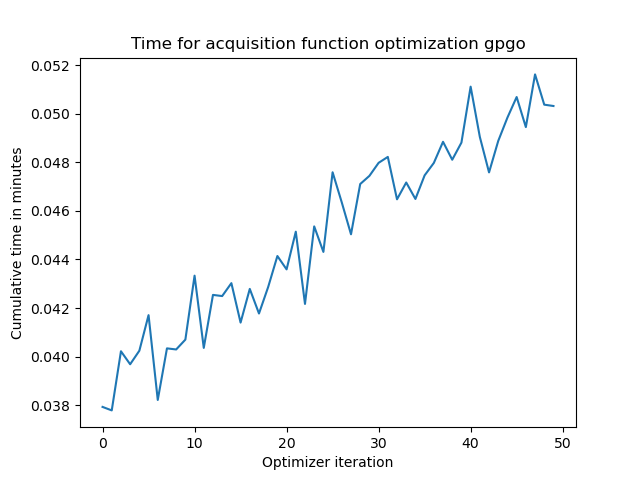 Time for acquisition function optimization gpgo
0.052
0.050
0.048
0.046
0.044
0.042
0.040
0.038
Cumulative time in minutes
0 10 20 30 40 50
Optimizer iteration